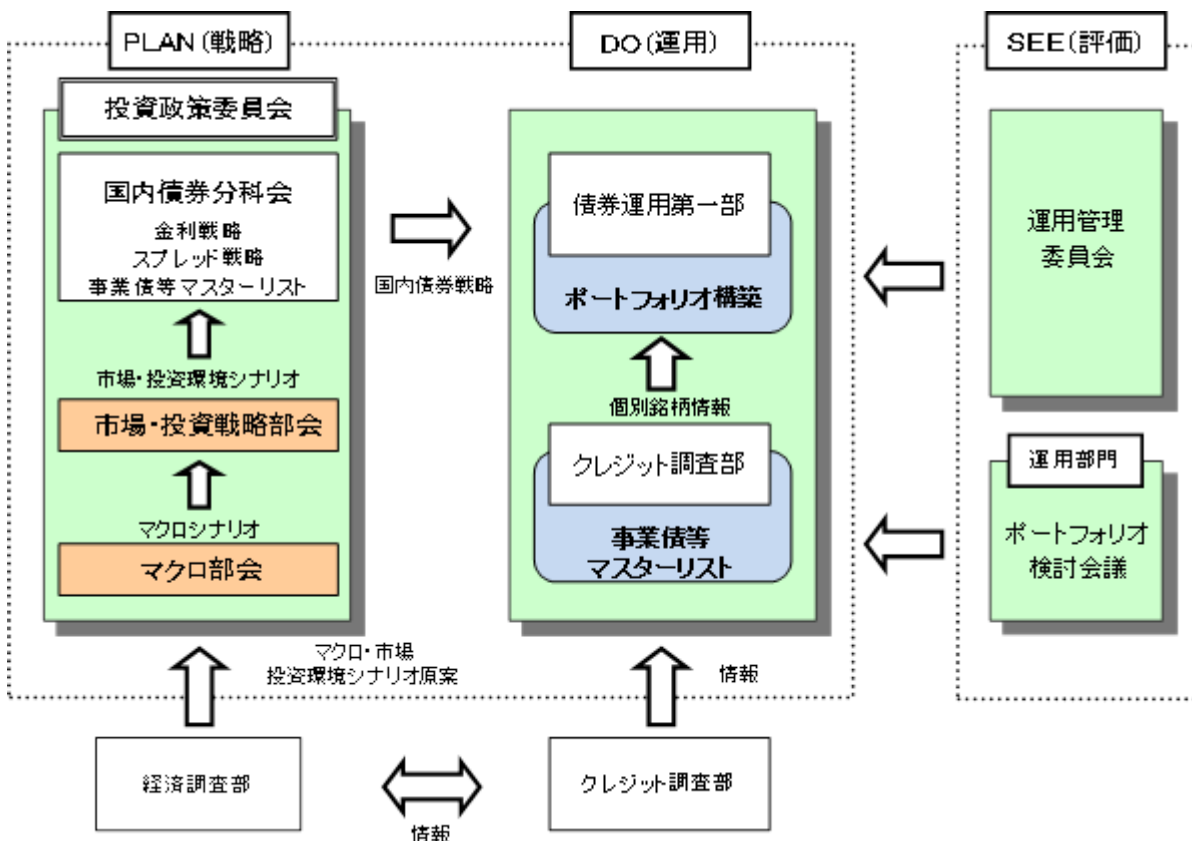 PLAN(戦略)
投資政策委員会
国内債券分科会
金利戦略
スプレッド戦略
事業債等マスターリスト
市場・投資環境シナリオ
市場・投資戦略部会
マクロシナリオ
マクロ部会
マクロ・市場
投資環境シナリオ原案
経済調査部
国内債券戦略
DO(運用)
債券運用第一部
ポートフォリオ構築
個別銘柄情報
クレジット調査部
事業債等
マスターリスト
情報
クレジット調査部
情報
SEE(評価)
運用管理
委員会
運用部門
ポートフォリオ
検討会議